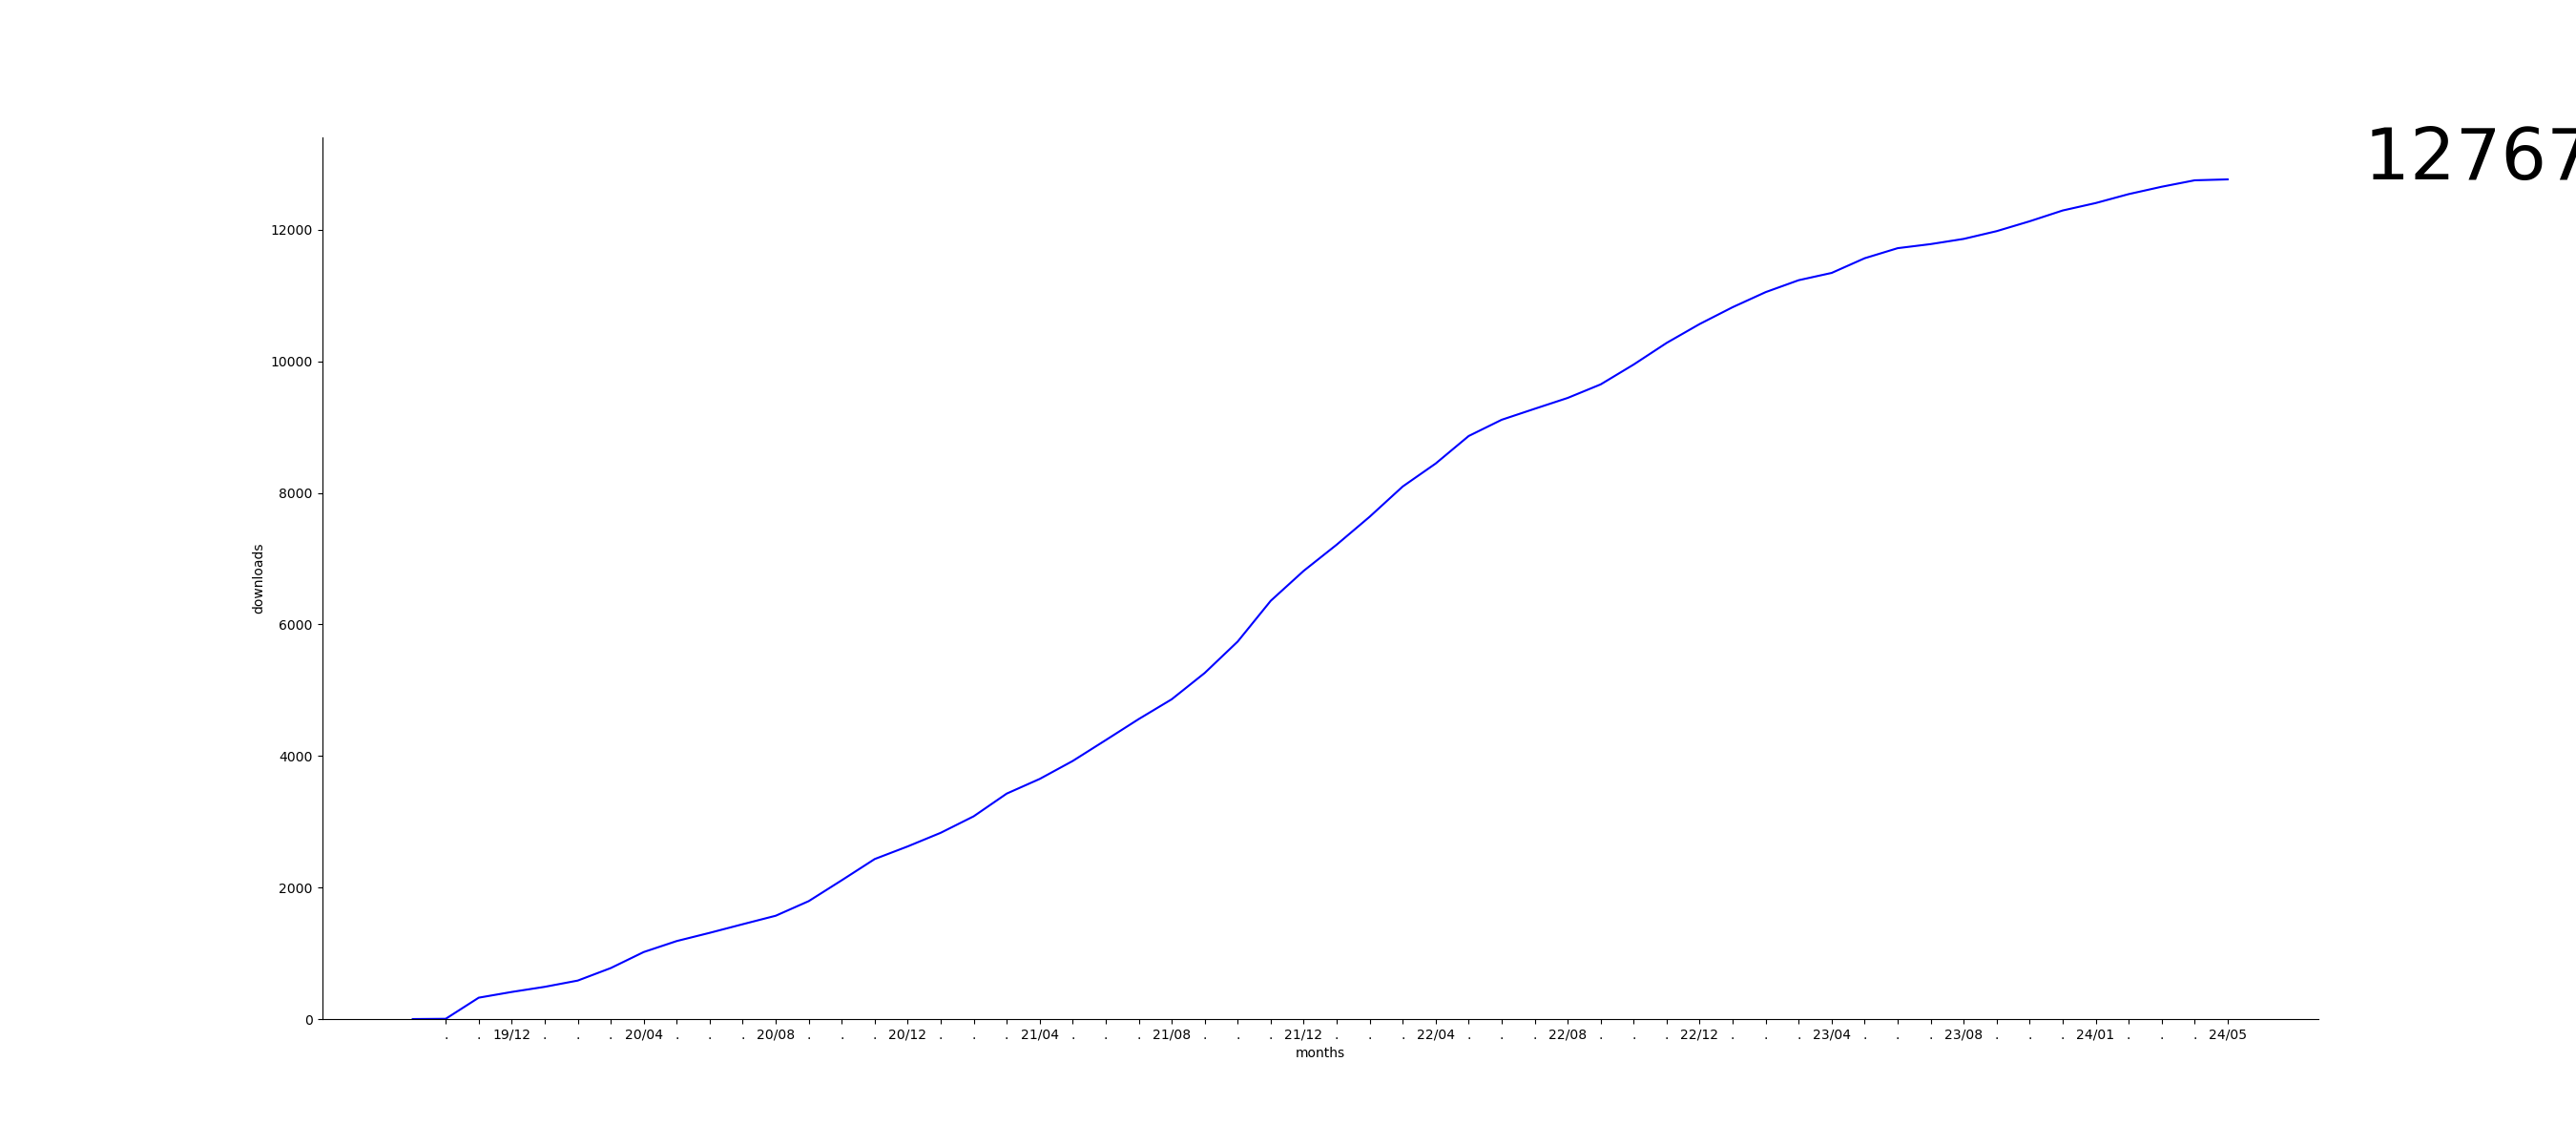 12767
12000
10000
8000
6000
4000
2000
0
downloads
. . 19/12 . . . 20/04 . . . 20/08 . . . 20/12 . . . 21/04 . . . 21/08 . . . 21/12 . . . 22/04 . . . 22/08 . . . 22/12 . . . 23/04 . . . 23/08 . . . 24/01 . . . 24/05
months